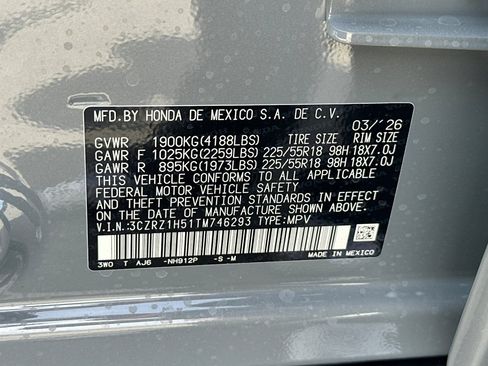 MFD.BY HONDA DE MEXICO S.A. DE C.V.
03/'26
GVWR 1900KG(4188LBS) TIRE SIZE RIM SIZE
GAWR F 1025KG(2259LBS) 225/55R18 98H 18X7.0J
GAWR R 895KG(1973LBS) 225/55R18 98H 18X7.0J
THIS VEHICLE CONFORMS TO ALL APPLICABLE
FEDERAL MOTOR VEHICLE SAFETY
AND THEFT PREVENTION STANDARDS IN EFFECT
ON THE DATE OF MANUFACTURE SHOWN ABOVE.
V.I.N.:3CZRZ1H51TM746293 TYPE:MPV
3W0 T AJ6 -NH912P -S-M
MADE IN MEXICO